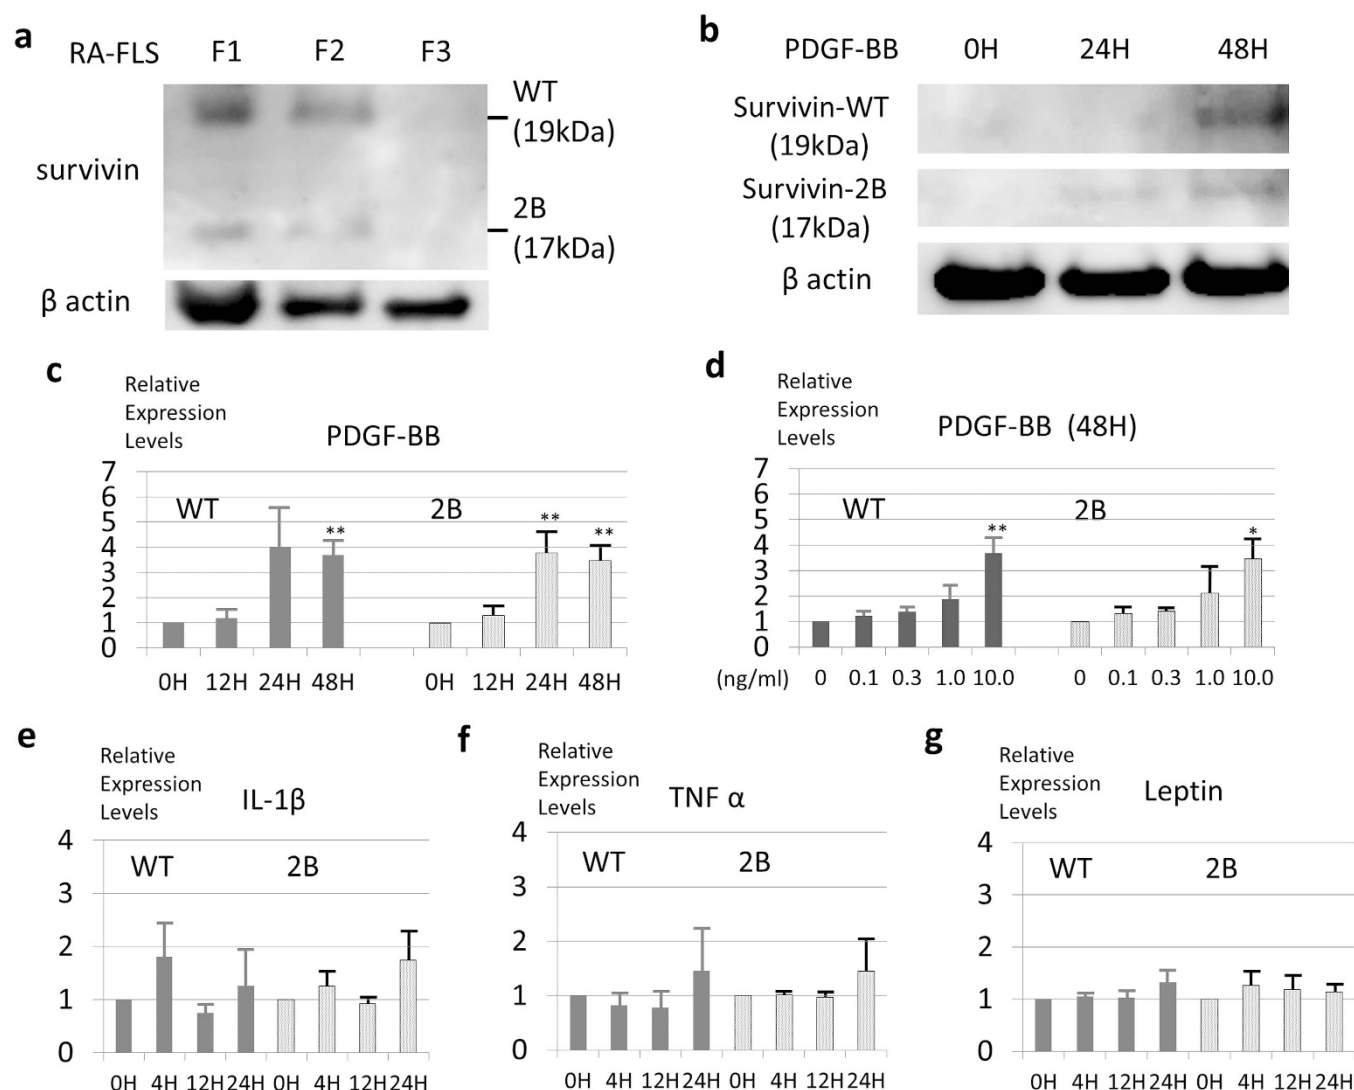 a
RA-FLS F1 F2 F3
WT
(19kDa)
survivin
2B
(17kDa)
β actin
b
PDGF-BB 0H 24H 48H
Survivin-WT
(19kDa)
Survivin-2B
(17kDa)
β actin
c
Relative
Expression
Levels
PDGF-BB
7
6
5
4
3
2
1
0
WT 2B
** ** **
0H 12H 24H 48H 0H 12H 24H 48H
d
Relative
Expression
Levels
PDGF-BB (48H)
7
6
5
4
3
2
1
0
WT 2B
** *
(ng/ml) 0 0.1 0.3 1.0 10.0 0 0.1 0.3 1.0 10.0
e
Relative
Expression
Levels
IL-1β
4
3
2
1
0
WT 2B
0H 4H 12H 24H 0H 4H 12H 24H
f
Relative
Expression
Levels
TNF α
4
3
2
1
0
WT 2B
0H 4H 12H 24H 0H 4H 12H 24H
g
Relative
Expression
Levels
Leptin
4
3
2
1
0
WT 2B
0H 4H 12H 24H 0H 4H 12H 24H